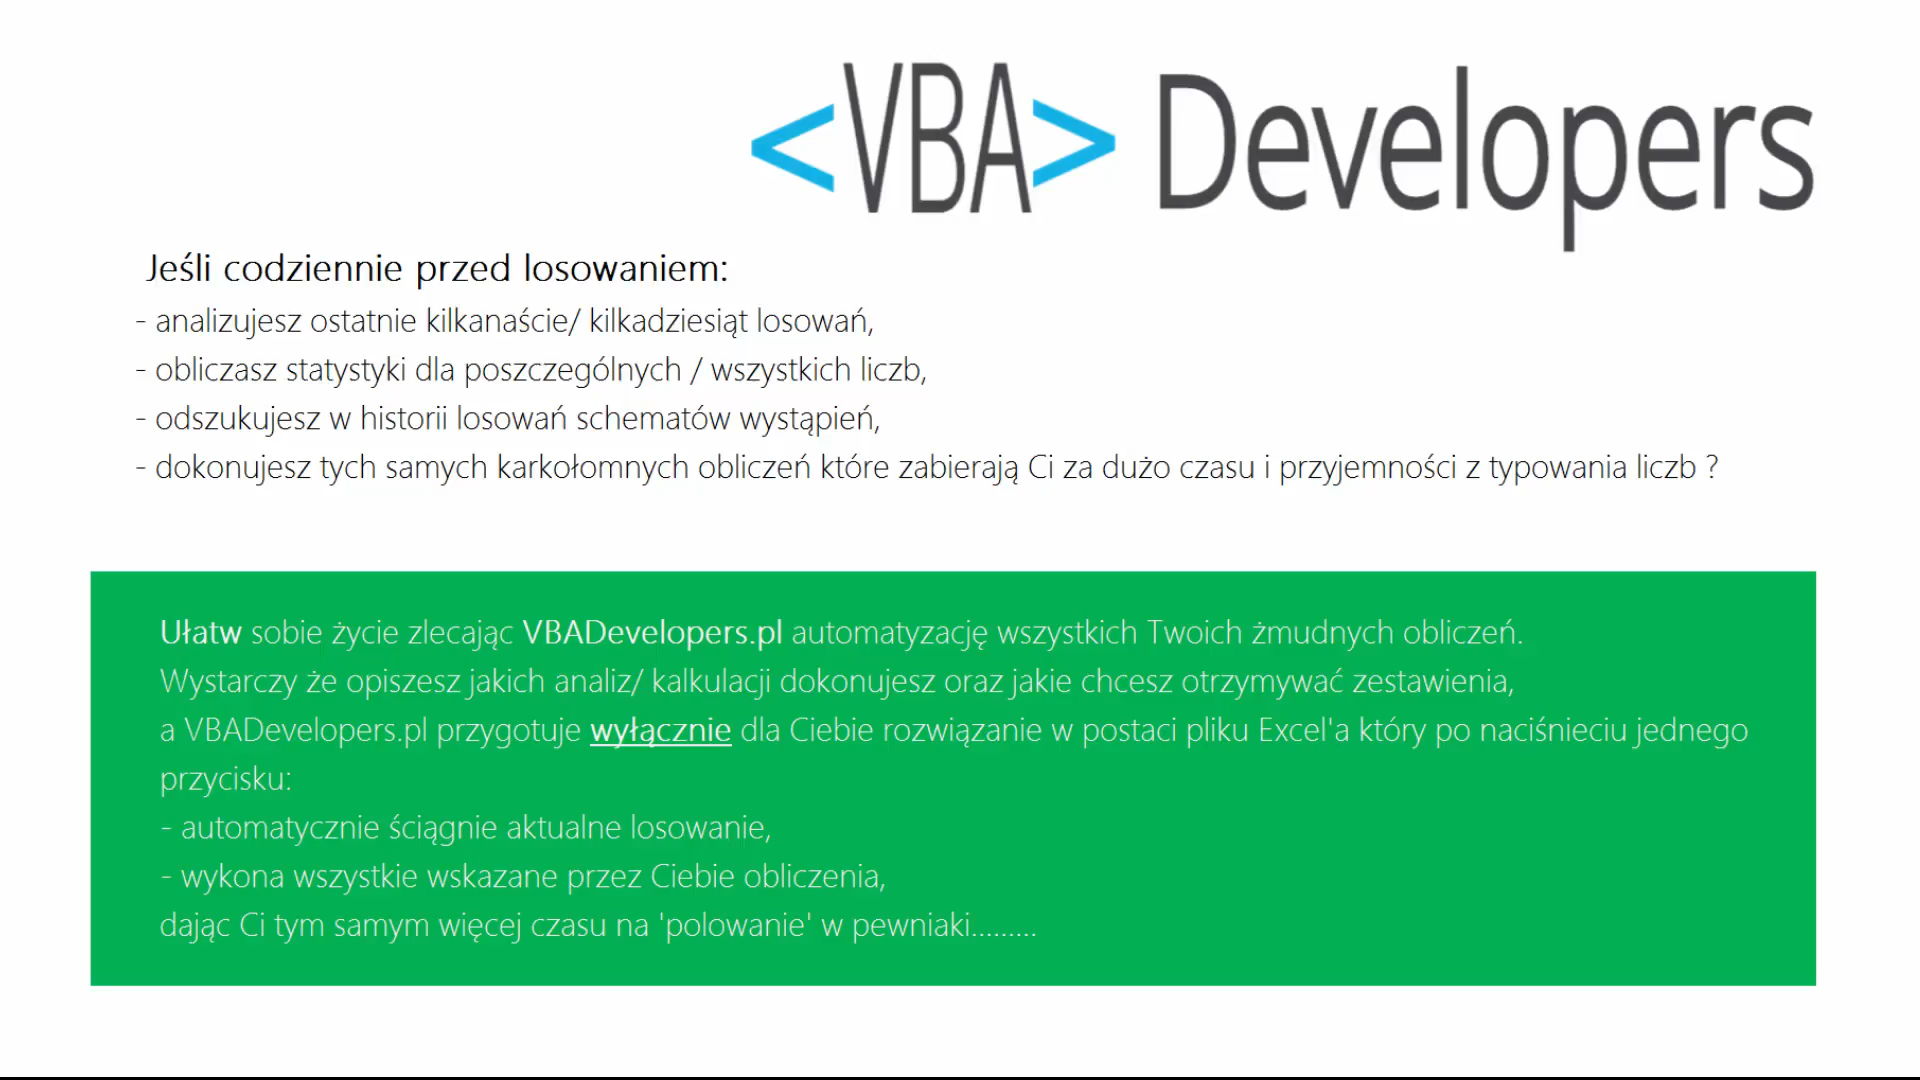 <VBA> Developers
Jeśli codziennie przed losowaniem:
- analizujesz ostatnie kilkanaście/ kilkadziesiąt losowań,
- obliczasz statystyki dla poszczególnych / wszystkich liczb,
- odszukujesz w historii losowań schematów wystąpień,
- dokonujesz tych samych karkołomnych obliczeń które zabierają Ci za dużo czasu i przyjemności z typowania liczb ?
Ułatw sobie życie zlecając VBADevelopers.pl automatyzację wszystkich Twoich żmudnych obliczeń.
Wystarczy że opiszesz jakich analiz/ kalkulacji dokonujesz oraz jakie chcesz otrzymywać zestawienia,
a VBADevelopers.pl przygotuje wyłącznie dla Ciebie rozwiązanie w postaci pliku Excel'a który po naciśnieciu jednego
przycisku:
- automatycznie ściągnie aktualne losowanie,
- wykona wszystkie wskazane przez Ciebie obliczenia,
dając Ci tym samym więcej czasu na 'polowanie' w pewniaki.........